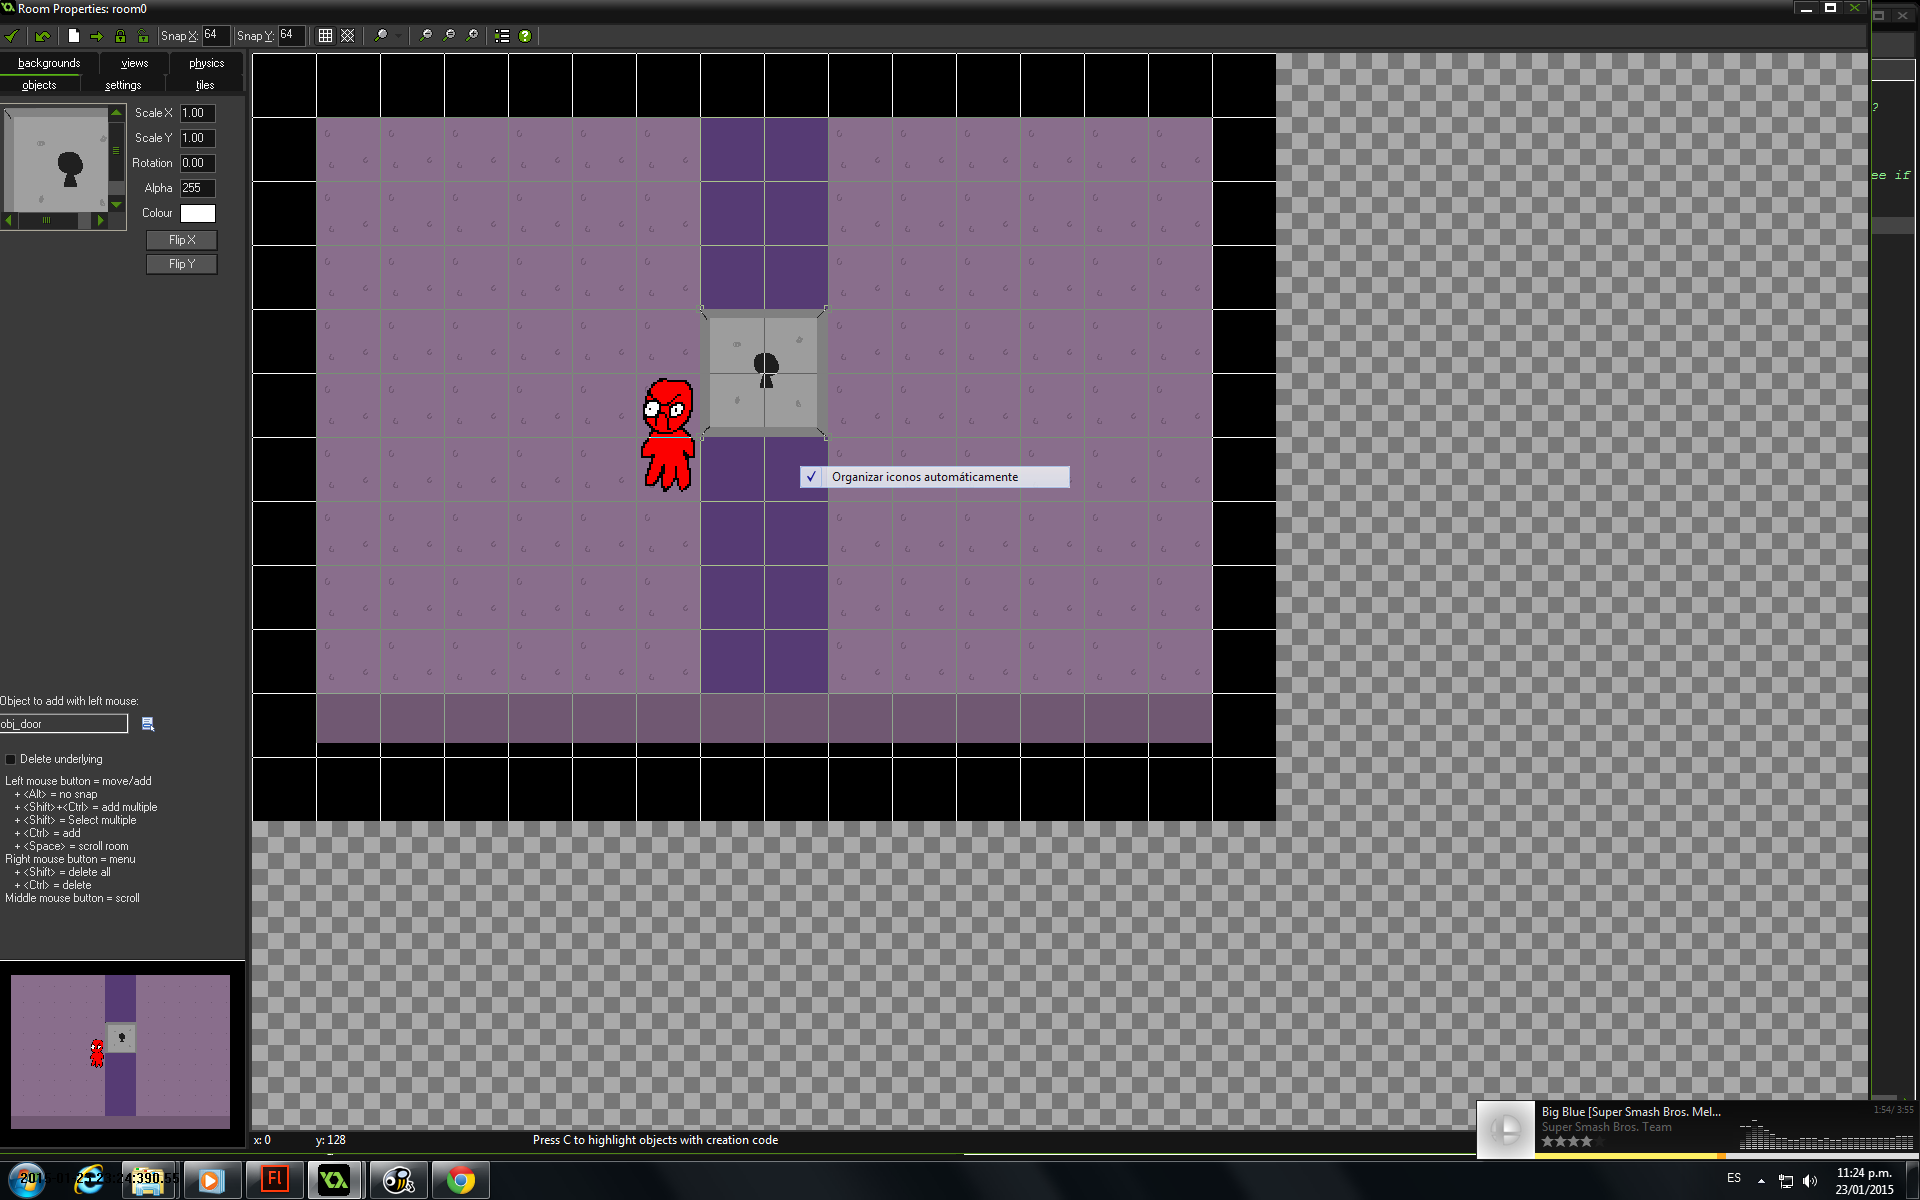 Room Properties: room0
Snap X: 64 Snap Y: 64
backgrounds views physics
objects settings tiles
Scale X 1.00
Scale Y 1.00
Rotation 0.00
Alpha 255
Colour
Flip X
Flip Y
?
ee if
✓ Organizar iconos automáticamente
Object to add with left mouse:
obj_door
Delete underlying
Left mouse button = move/add
+ <Alt> = no snap
+ <Shift>+<Ctrl> = add multiple
+ <Shift> = Select multiple
+ <Ctrl> = add
+ <Space> = scroll room
Right mouse button = menu
+ <Shift> = delete all
+ <Ctrl> = delete
Middle mouse button = scroll
x: 0 y: 128 Press C to highlight objects with creation code
Big Blue [Super Smash Bros. Mel...
1:54/ 3:55
Super Smash Bros. Team
★★★★
Fl
ES
11:24 p.m.
23/01/2015